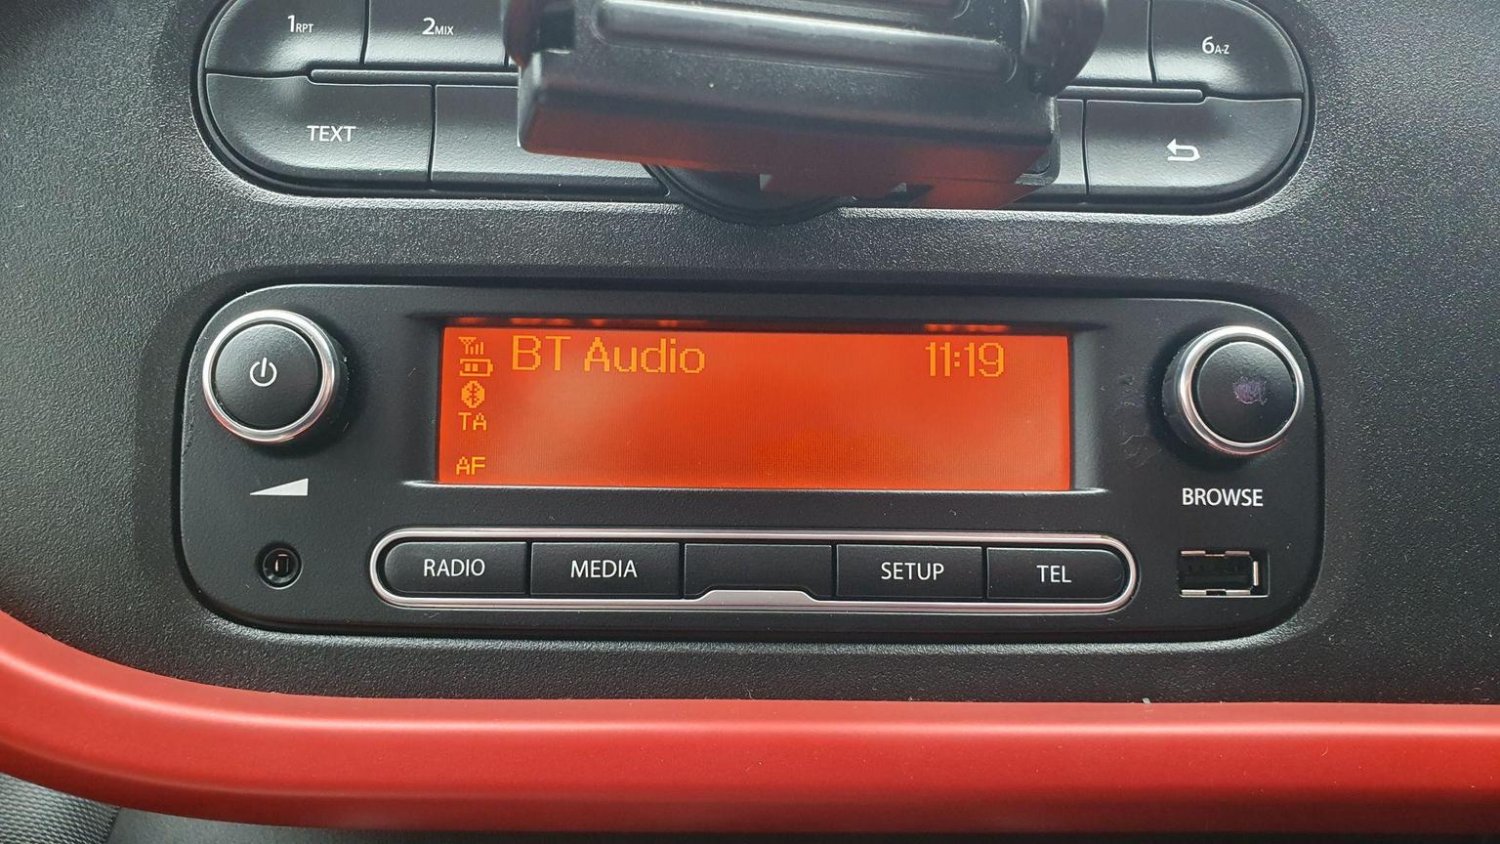 1RPT
2MIX
6A-Z
TEXT
BT Audio 11:19
TA
AF
BROWSE
RADIO MEDIA SETUP TEL